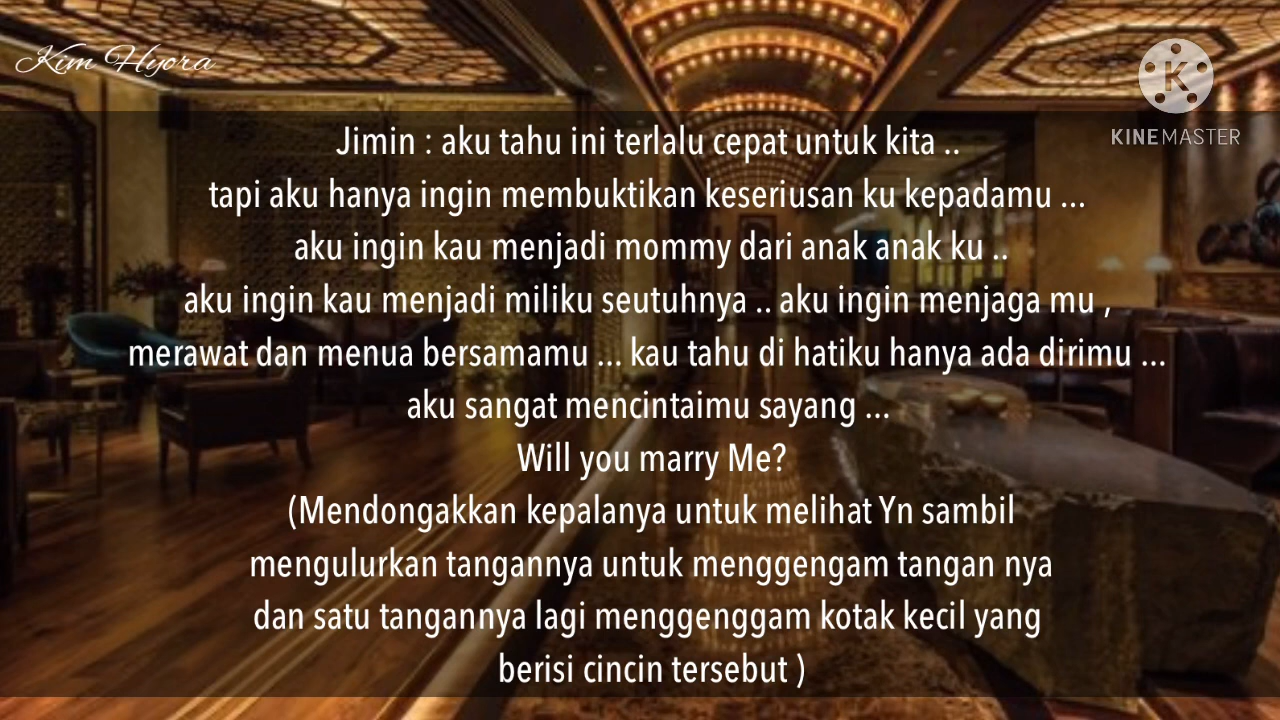 Kim Hyora
K
KINEMASTER
Jimin : aku tahu ini terlalu cepat untuk kita ..
tapi aku hanya ingin membuktikan keseriusan ku kepadamu ...
aku ingin kau menjadi mommy dari anak anak ku ..
aku ingin kau menjadi miliku seutuhnya .. aku ingin menjaga mu ,
merawat dan menua bersamamu ... kau tahu di hatiku hanya ada dirimu ...
aku sangat mencintaimu sayang ...
Will you marry Me?
(Mendongakkan kepalanya untuk melihat Yn sambil
mengulurkan tangannya untuk menggengam tangan nya
dan satu tangannya lagi menggenggam kotak kecil yang
berisi cincin tersebut )